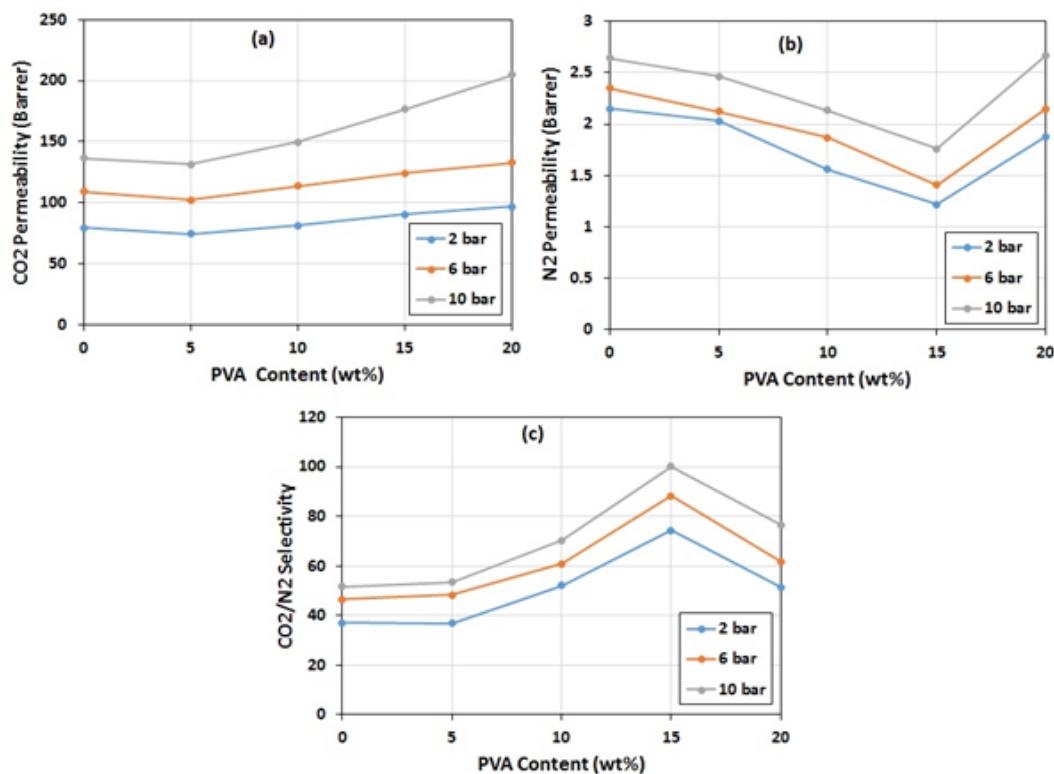 (a)
CO2 Permeability (Barrer)
250
200
150
100
50
0
0 5 10 15 20
PVA Content (wt%)
2 bar
6 bar
10 bar
(b)
N2 Permeability (Barrer)
3
2.5
2
1.5
1
0.5
0
0 5 10 15 20
PVA Content (wt%)
2 bar
6 bar
10 bar
(c)
CO2/N2 Selectivity
120
100
80
60
40
20
0
0 5 10 15 20
PVA Content (wt%)
2 bar
6 bar
10 bar